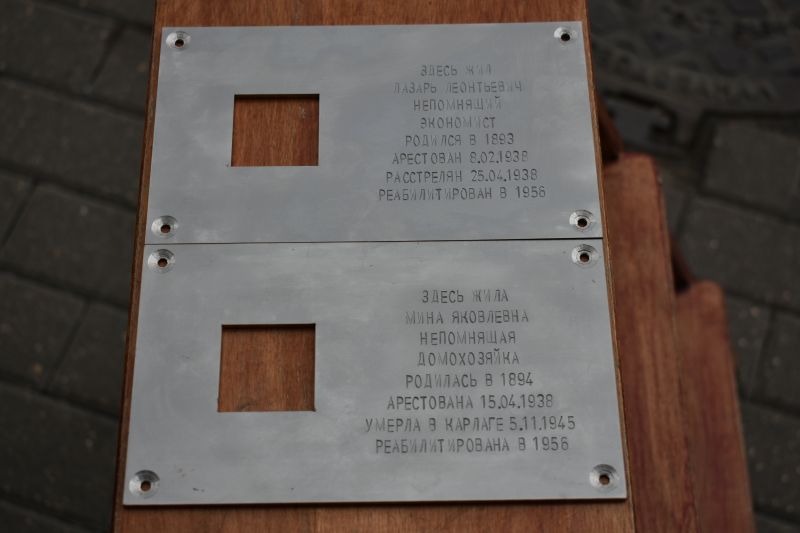 ЗДЕСЬ ЖИЛ
ЛАЗАРЬ ЛЕОНТЬЕВИЧ
НЕПОМНЯЩИЙ
ЭКОНОМИСТ
РОДИЛСЯ В 1893
АРЕСТОВАН 8.02.1938
РАССТРЕЛЯН 25.04.1938
РЕАБИЛИТИРОВАН В 1956
ЗДЕСЬ ЖИЛА
МИНА ЯКОВЛЕВНА
НЕПОМНЯЩАЯ
ДОМОХОЗЯЙКА
РОДИЛАСЬ В 1894
АРЕСТОВАНА 15.04.1938
УМЕРЛА В КАРЛАГЕ 5.11.1945
РЕАБИЛИТИРОВАНА В 1956